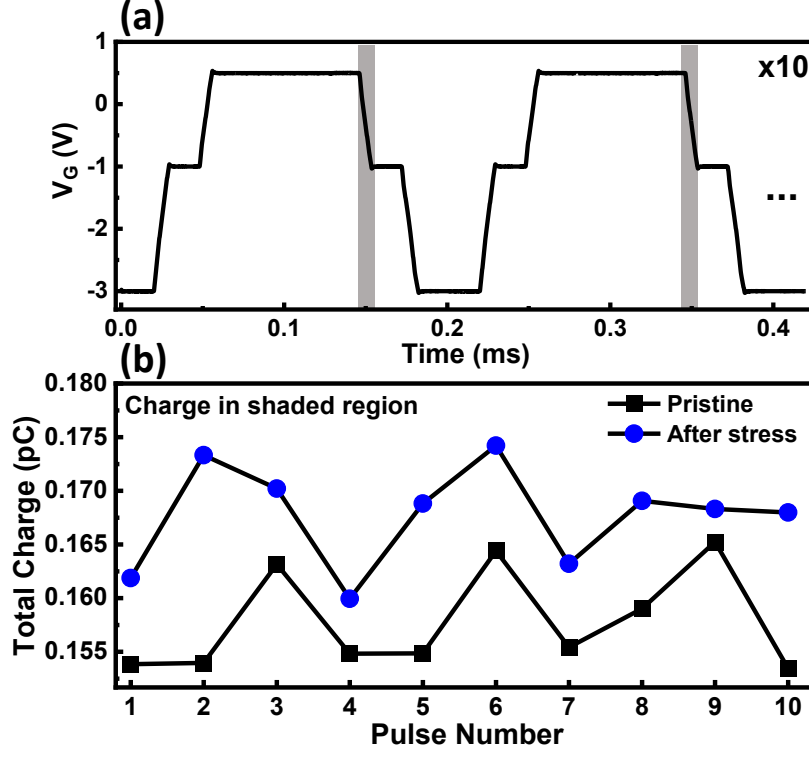 (a)
x10
1
0
-1
-2
-3
V_G (V)
...
0.0 0.1 0.2 0.3 0.4
Time (ms)
(b)
Charge in shaded region
Pristine
After stress
0.180
0.175
0.170
0.165
0.160
0.155
Total Charge (pC)
1 2 3 4 5 6 7 8 9 10
Pulse Number